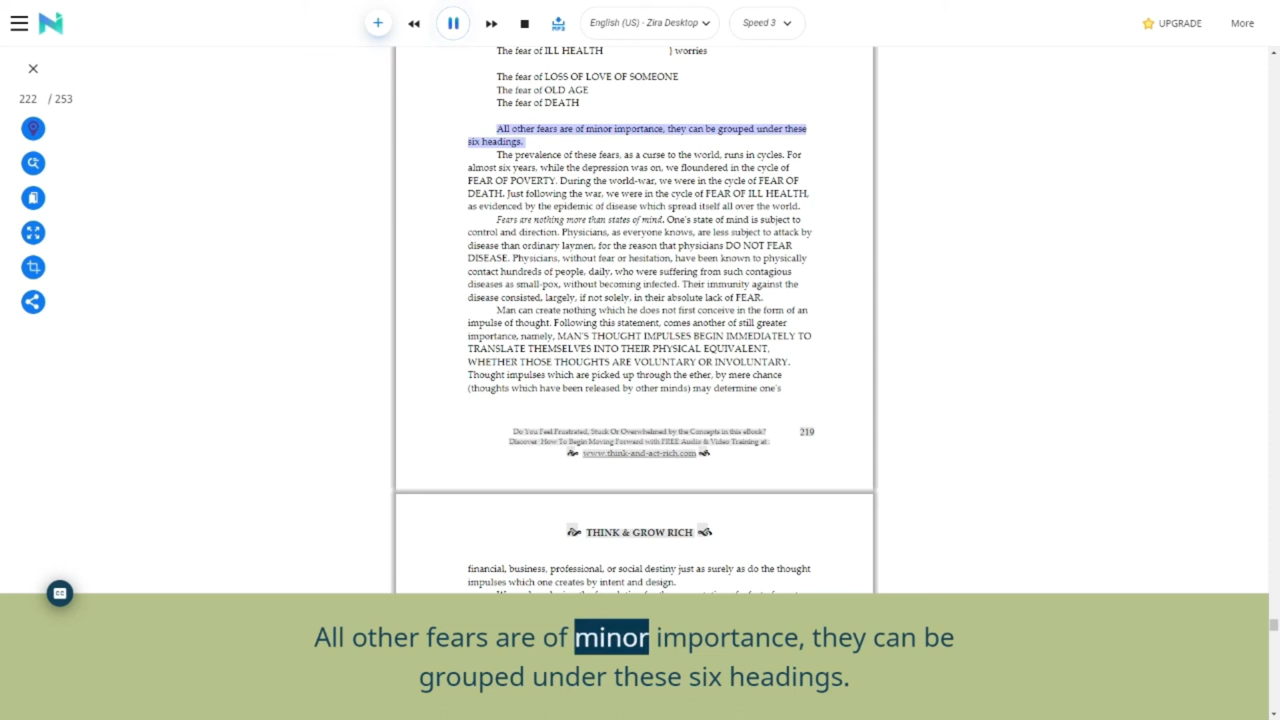 English (US) - Zira Desktop
Speed 3
UPGRADE
More
222 / 253
The fear of ILL HEALTH } worries
The fear of LOSS OF LOVE OF SOMEONE
The fear of OLD AGE
The fear of DEATH
All other fears are of minor importance, they can be grouped under these
six headings.
The prevalence of these fears, as a curse to the world, runs in cycles. For
almost six years, while the depression was on, we floundered in the cycle of
FEAR OF POVERTY. During the world-war, we were in the cycle of FEAR OF
DEATH. Just following the war, we were in the cycle of FEAR OF ILL HEALTH,
as evidenced by the epidemic of disease which spread itself all over the world.
Fears are nothing more than states of mind. One's state of mind is subject to
control and direction. Physicians, as everyone knows, are less subject to attack by
disease than ordinary laymen, for the reason that physicians DO NOT FEAR
DISEASE. Physicians, without fear or hesitation, have been known to physically
contact hundreds of people, daily, who were suffering from such contagious
diseases as small-pox, without becoming infected. Their immunity against the
disease consisted, largely, if not solely, in their absolute lack of FEAR.
Man can create nothing which he does not first conceive in the form of an
impulse of thought. Following this statement, comes another of still greater
importance, namely, MAN'S THOUGHT IMPULSES BEGIN IMMEDIATELY TO
TRANSLATE THEMSELVES INTO THEIR PHYSICAL EQUIVALENT,
WHETHER THOSE THOUGHTS ARE VOLUNTARY OR INVOLUNTARY.
Thought impulses which are picked up through the ether, by mere chance
(thoughts which have been released by other minds) may determine one's
Do You Feel Frustrated, Stuck Or Overwhelmed by the Concepts in this eBook? 219
Discover How To Begin Moving Forward with FREE Audio & Video Training at:
www.think-and-act-rich.com
THINK & GROW RICH
financial, business, professional, or social destiny just as surely as do the thought
impulses which one creates by intent and design.
CC
All other fears are of minor importance, they can be
grouped under these six headings.